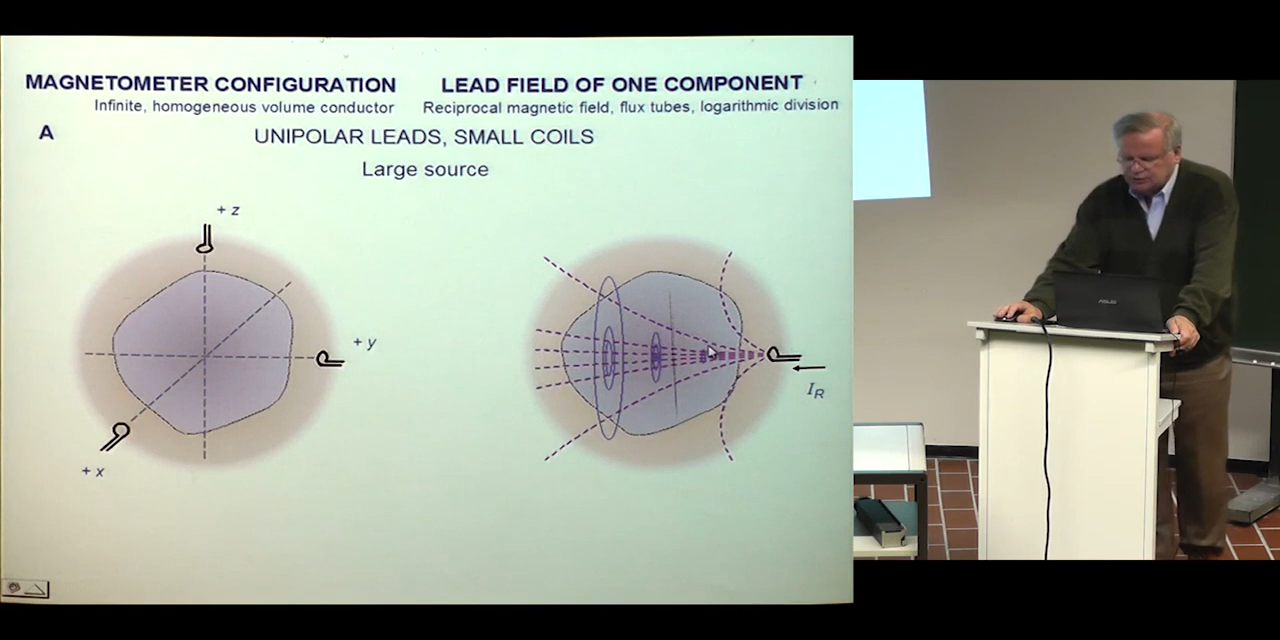 MAGNETOMETER CONFIGURATION
Infinite, homogeneous volume conductor
LEAD FIELD OF ONE COMPONENT
Reciprocal magnetic field, flux tubes, logarithmic division
A
UNIPOLAR LEADS, SMALL COILS
Large source
+ z
+ y
+ x
I_R
ASUS